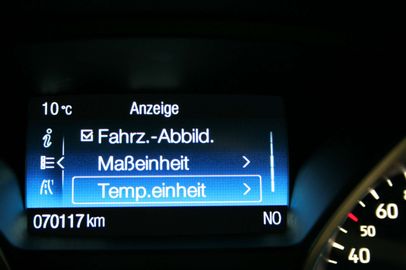 10°C Anzeige
Fahrz.-Abbild.
Maßeinheit
Temp.einheit
070117 km NO
60
50
40